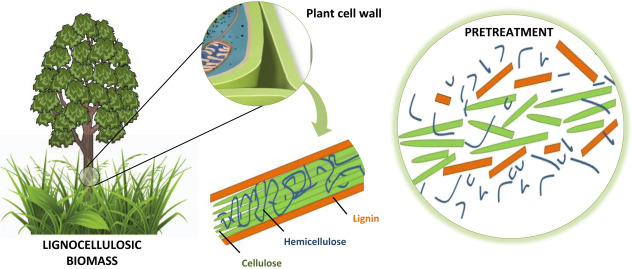 Plant cell wall
PRETREATMENT
Lignin
Hemicellulose
Cellulose
LIGNOCELLULOSIC
BIOMASS